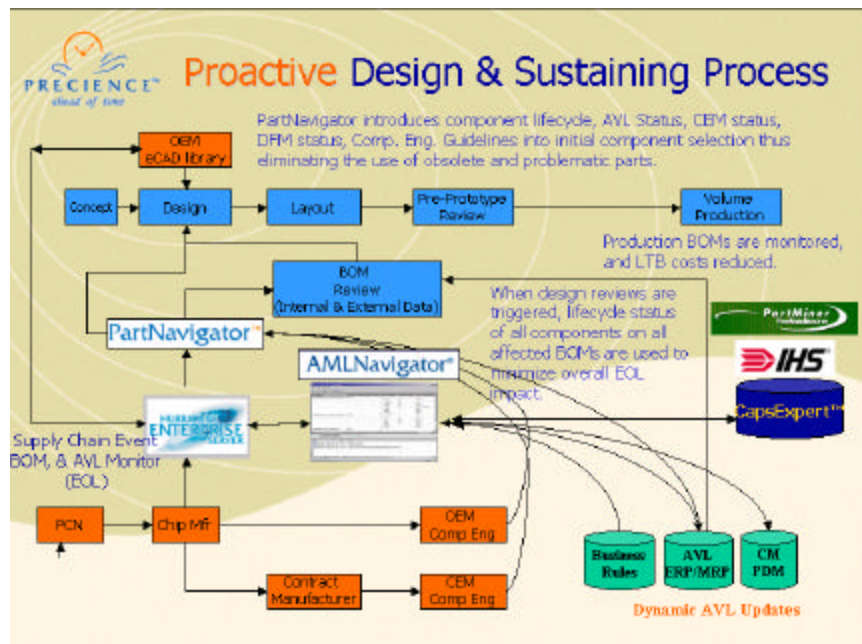 PRECIENCE™
ahead of time
Proactive Design & Sustaining Process
PartNavigator introduces component lifecycle, AVL Status, CEM status,
DFM status, Comp. Eng. Guidelines into initial component selection thus
eliminating the use of obsolete and problematic parts.
OEM
eCAD library
Concept
Design
Layout
Pre-Prototype
Review
Volume
Production
Production BOMs are monitored,
and LTB costs reduced.
BOM
Review
(Internal & External Data)
When design reviews are
triggered, lifecycle status
of all components on all
affected BOMs are used to
minimize overall EOL
impact.
PartNavigator™
AMLNavigator®
PartMiner
IHS
CapsExpert™
ENTERPRISE
SERVER
Supply Chain Event
BOM, & AVL Monitor
(EOL)
PCN
Chip Mfr
OEM
Comp Eng
Contract
Manufacturer
CEM
Comp Eng
Business
Rules
AVL
ERP/MRP
CM
PDM
Dynamic AVL Updates